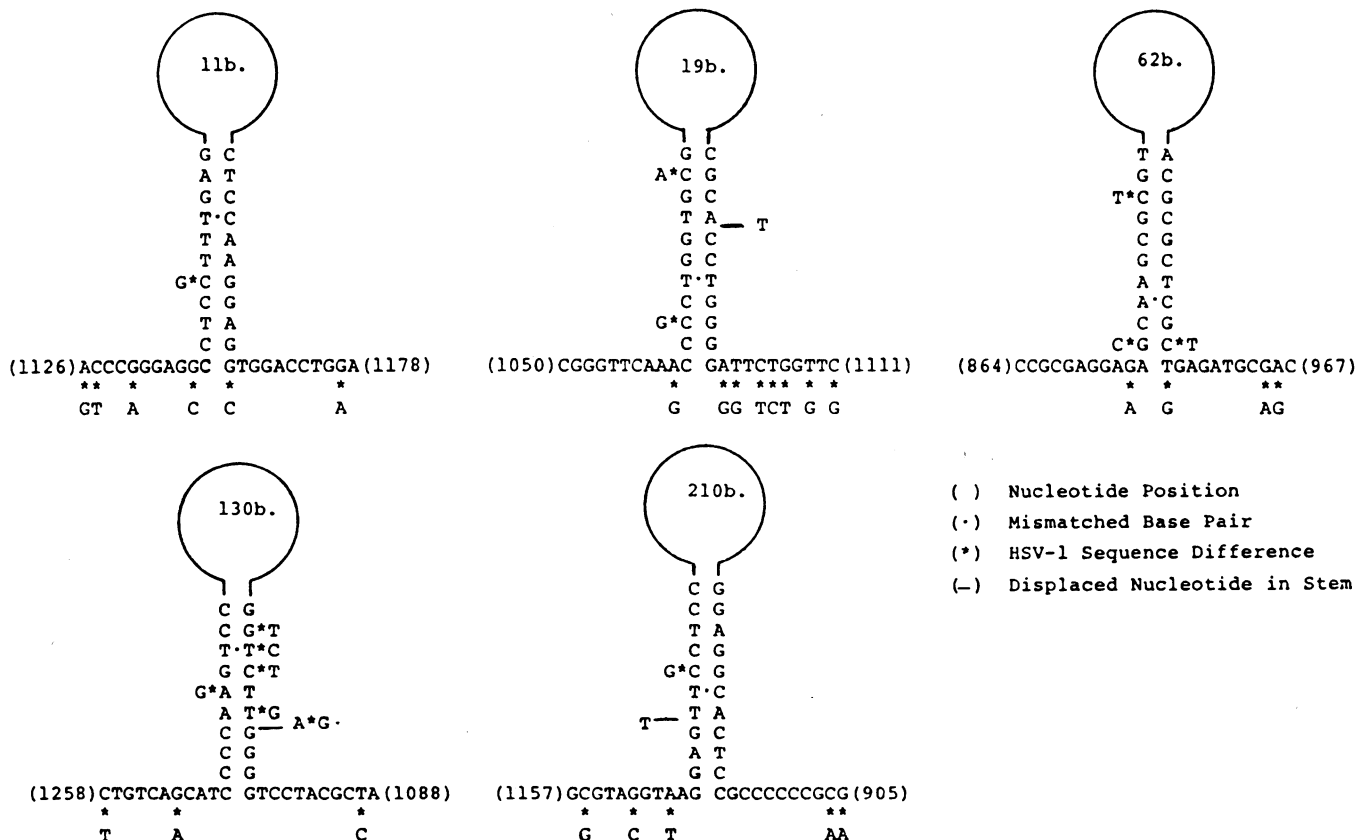 11b.
G C
A T
G C
T·C
T A
T A
G*C G
C G
T A
C G
(1126)ACCCGGGAGGC GTGGACCTGGA(1178)
** * * * *
GT A C C A
19b.
G C
A*C G
G C
T A — T
G C
G C
T·T
C G
G*C G
C G
(1050)CGGGTTCAAAC GATTCTGGTTC(1111)
* ** *** * *
G GG TCT G G
62b.
T A
G C
T*C G
G C
C G
G C
A T
A·C
C G
C*G C*T
(864)CCGCGAGGAGA TGAGATGCGAC(967)
* * **
A G AG
130b.
C G
C G*T
T·T*C
G C*T
G*A T
A T*G
C G — A*G·
C G
C G
(1258)CTGTCAGCATC GTCCTACGCTA(1088)
* * *
T A C
210b.
C G
C G
T A
C G
G*C G
T·C
T — T A
G C
A T
G C
(1157)GCGTAGGTAAG CGCCCCCCGCG(905)
* * * **
G C T AA
( ) Nucleotide Position
(·) Mismatched Base Pair
(*) HSV-1 Sequence Difference
(—) Displaced Nucleotide in Stem